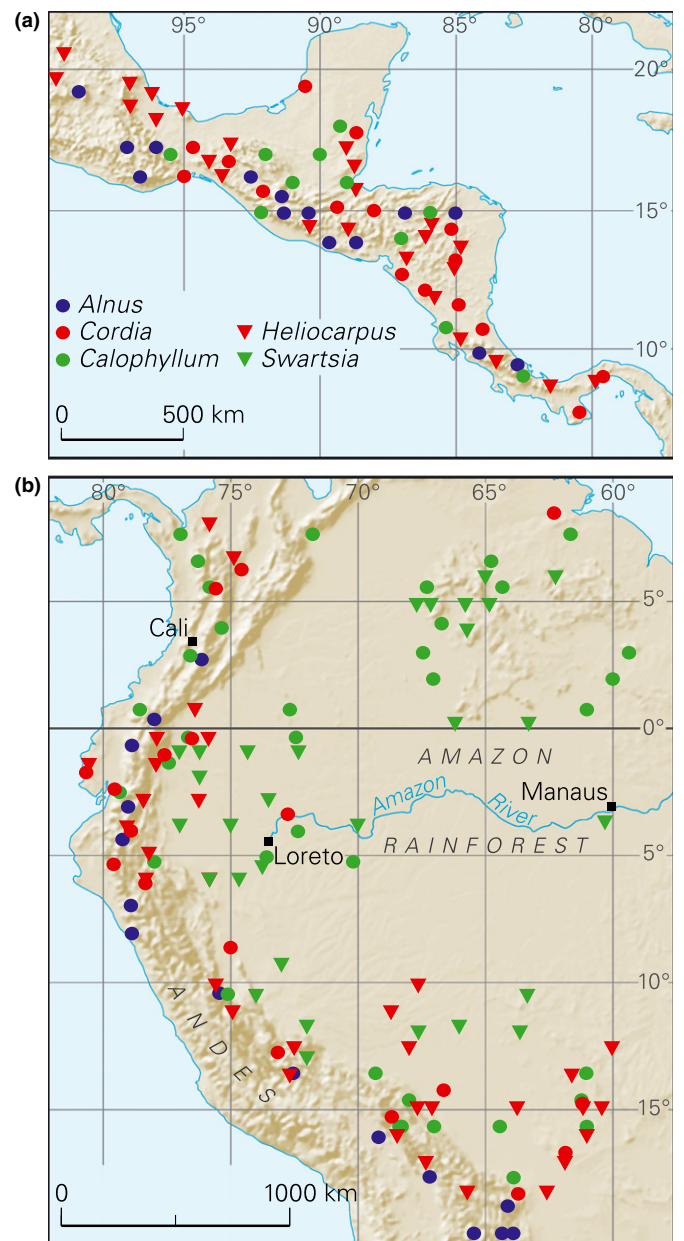 (a)
95° 90° 85° 80°
20°
15°
Alnus
Cordia Heliocarpus
Calophyllum Swartsia
10°
0 500 km
(b)
80° 75° 70° 65° 60°
5°
Cali
0°
AMAZON
Amazon River
Manaus
RAINFOREST
Loreto
5°
10°
ANDES
15°
0 1000 km